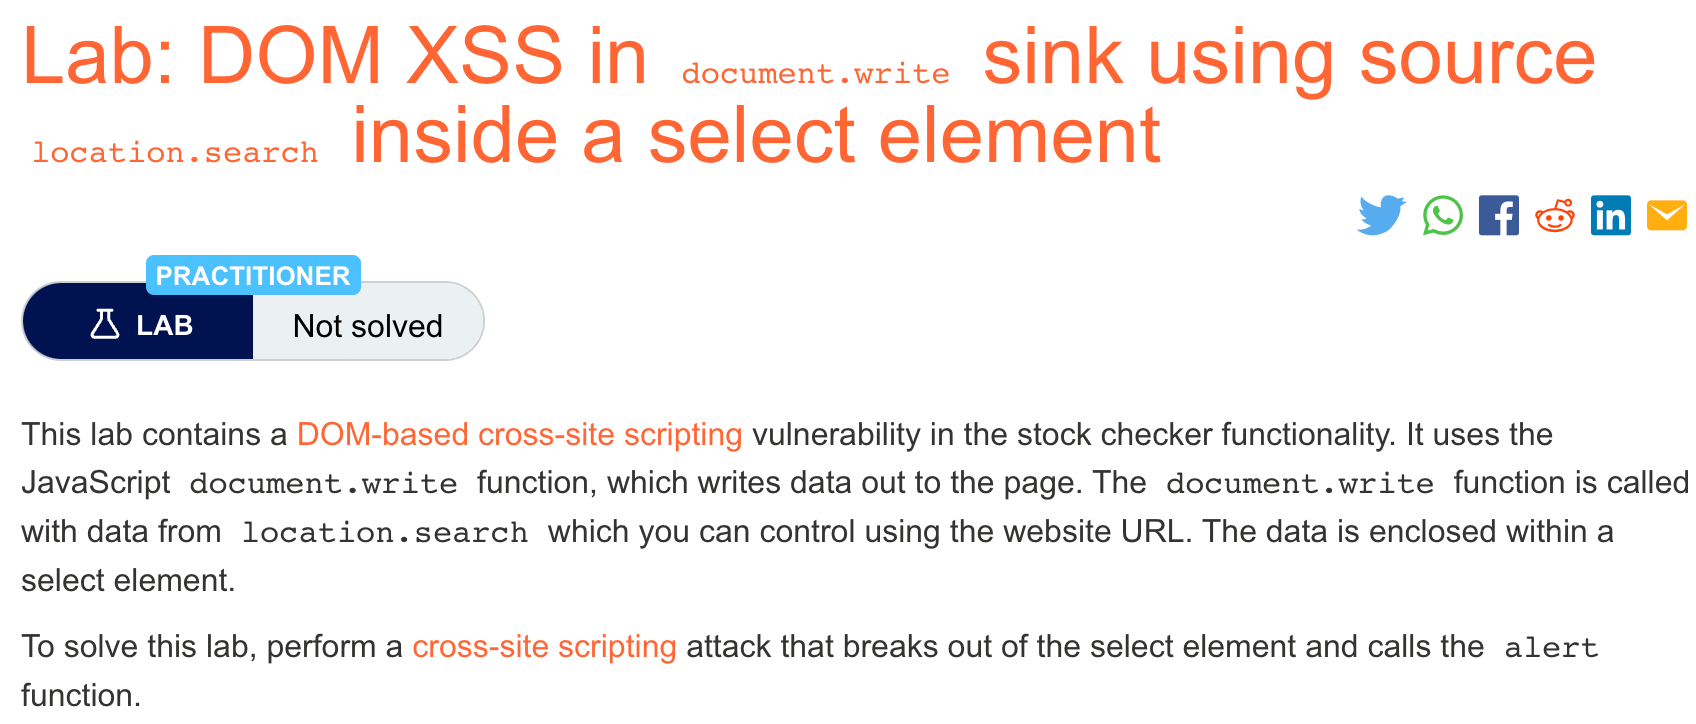 Lab: DOM XSS in document.write sink using source
location.search inside a select element
PRACTITIONER
LAB Not solved
This lab contains a DOM-based cross-site scripting vulnerability in the stock checker functionality. It uses the
JavaScript document.write function, which writes data out to the page. The document.write function is called
with data from location.search which you can control using the website URL. The data is enclosed within a
select element.
To solve this lab, perform a cross-site scripting attack that breaks out of the select element and calls the alert
function.